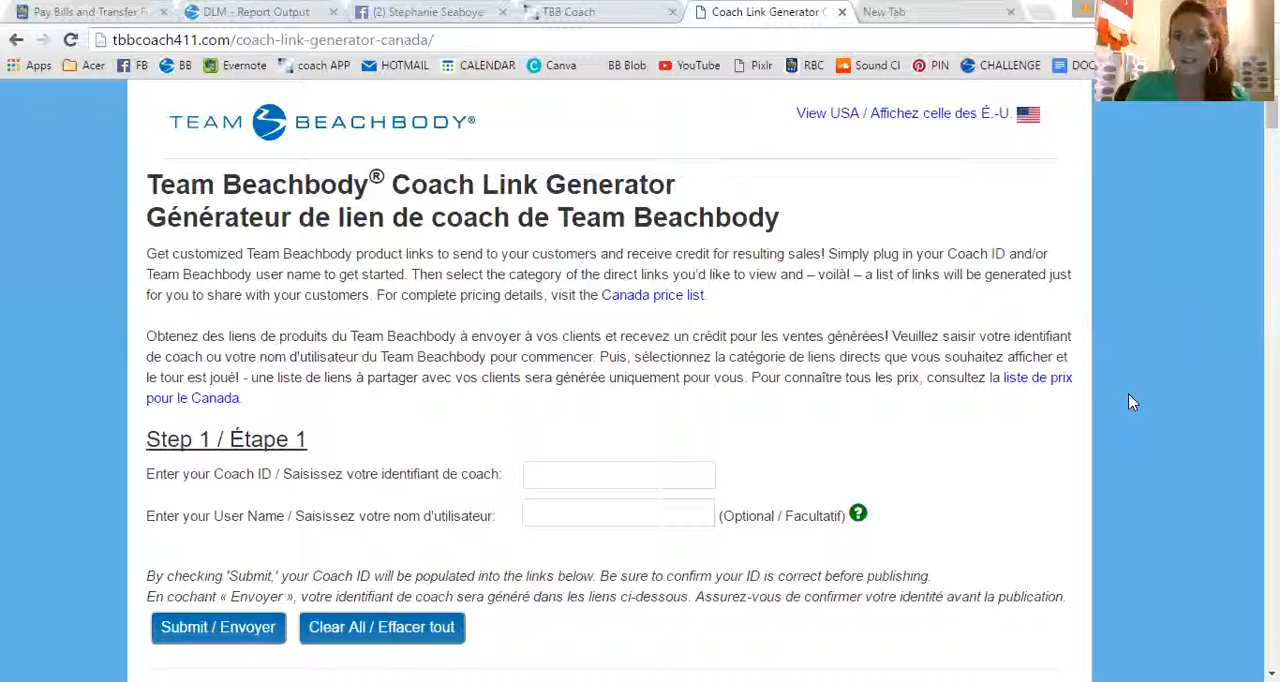 Pay Bills and Transfer F
DLM - Report Output
(2) Stephanie Seaboye
TBB Coach
Coach Link Generator C
New Tab
tbbcoach411.com/coach-link-generator-canada/
Apps Acer FB BB Evernote coach APP HOTMAIL CALENDAR Canva BB Blob YouTube Pixlr RBC Sound Cl PIN CHALLENGE DOC
TEAM BEACHBODY®
View USA / Affichez celle des É.-U.
Team Beachbody® Coach Link Generator
Générateur de lien de coach de Team Beachbody
Get customized Team Beachbody product links to send to your customers and receive credit for resulting sales! Simply plug in your Coach ID and/or
Team Beachbody user name to get started. Then select the category of the direct links you'd like to view and – voilà! – a list of links will be generated just
for you to share with your customers. For complete pricing details, visit the Canada price list.
Obtenez des liens de produits du Team Beachbody à envoyer à vos clients et recevez un crédit pour les ventes générées! Veuillez saisir votre identifiant
de coach ou votre nom d'utilisateur du Team Beachbody pour commencer. Puis, sélectionnez la catégorie de liens directs que vous souhaitez afficher et
le tour est joué! - une liste de liens à partager avec vos clients sera générée uniquement pour vous. Pour connaître tous les prix, consultez la liste de prix
pour le Canada.
Step 1 / Étape 1
Enter your Coach ID / Saisissez votre identifiant de coach:
Enter your User Name / Saisissez votre nom d'utilisateur:
(Optional / Facultatif) ?
By checking 'Submit,' your Coach ID will be populated into the links below. Be sure to confirm your ID is correct before publishing.
En cochant « Envoyer », votre identifiant de coach sera généré dans les liens ci-dessous. Assurez-vous de confirmer votre identité avant la publication.
Submit / Envoyer
Clear All / Effacer tout